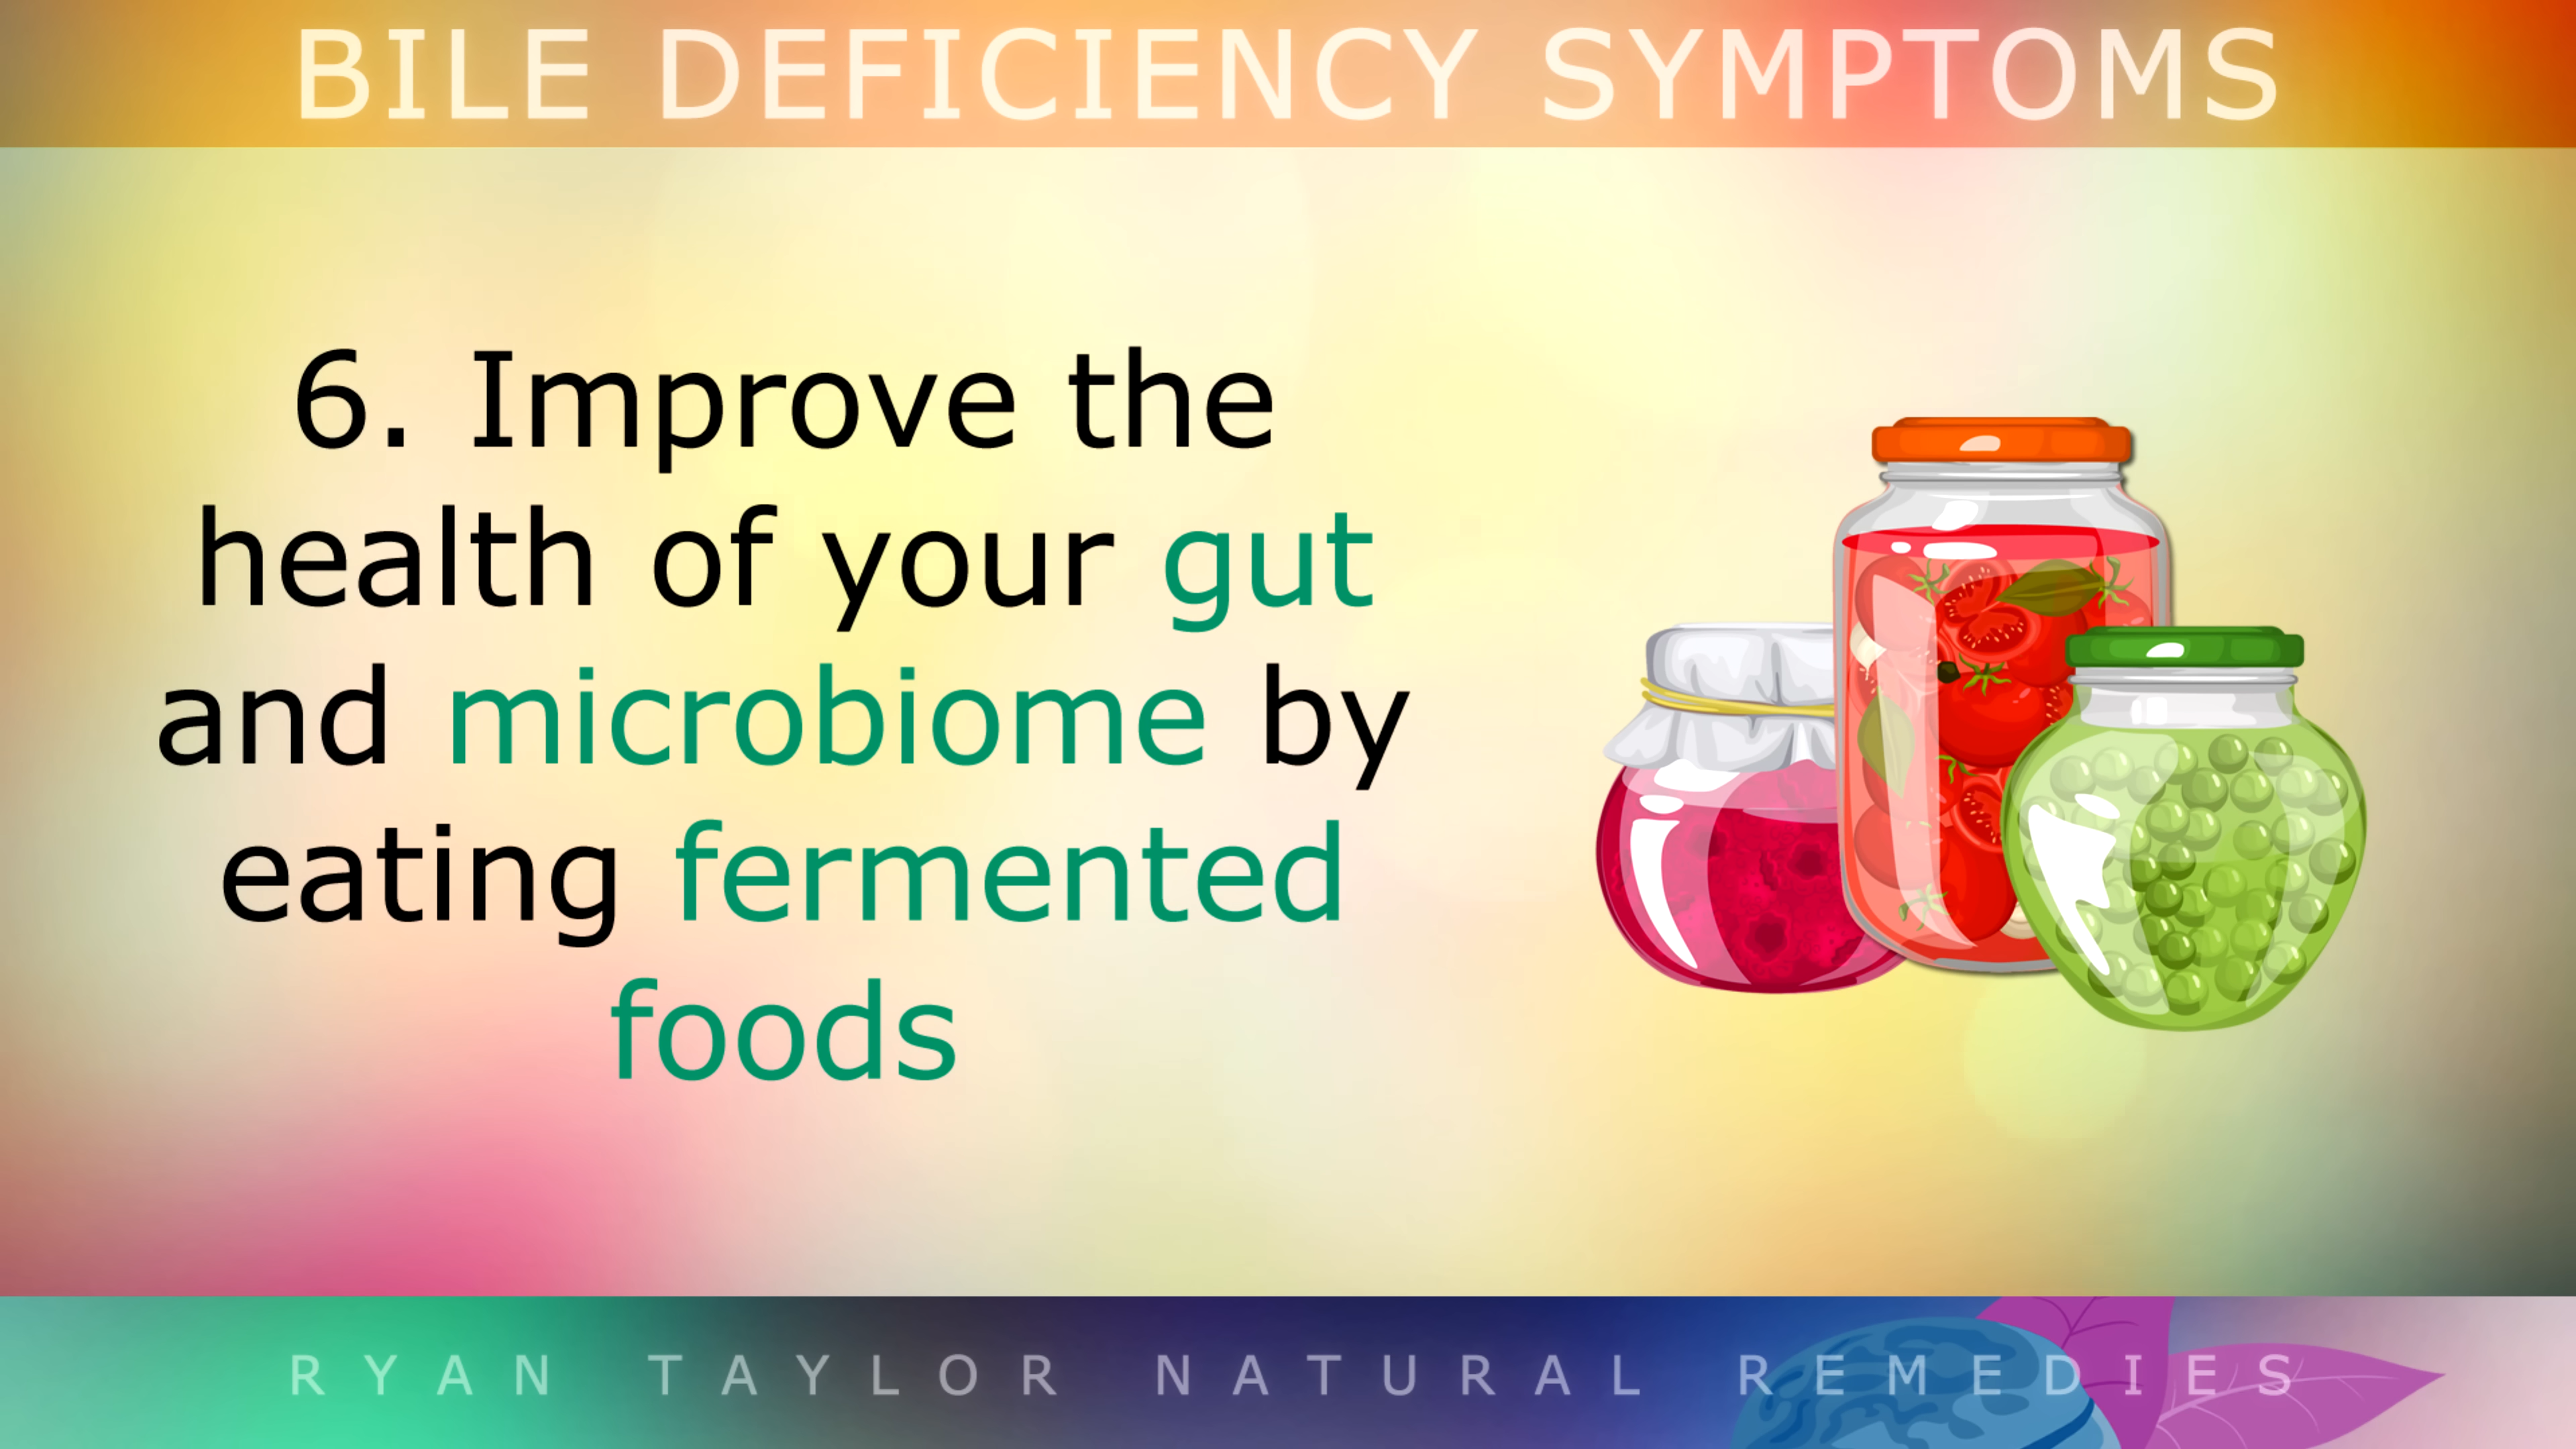 BILE DEFICIENCY SYMPTOMS
6. Improve the
health of your gut
and microbiome by
eating fermented
foods
RYAN TAYLOR NATURAL REMEDIES